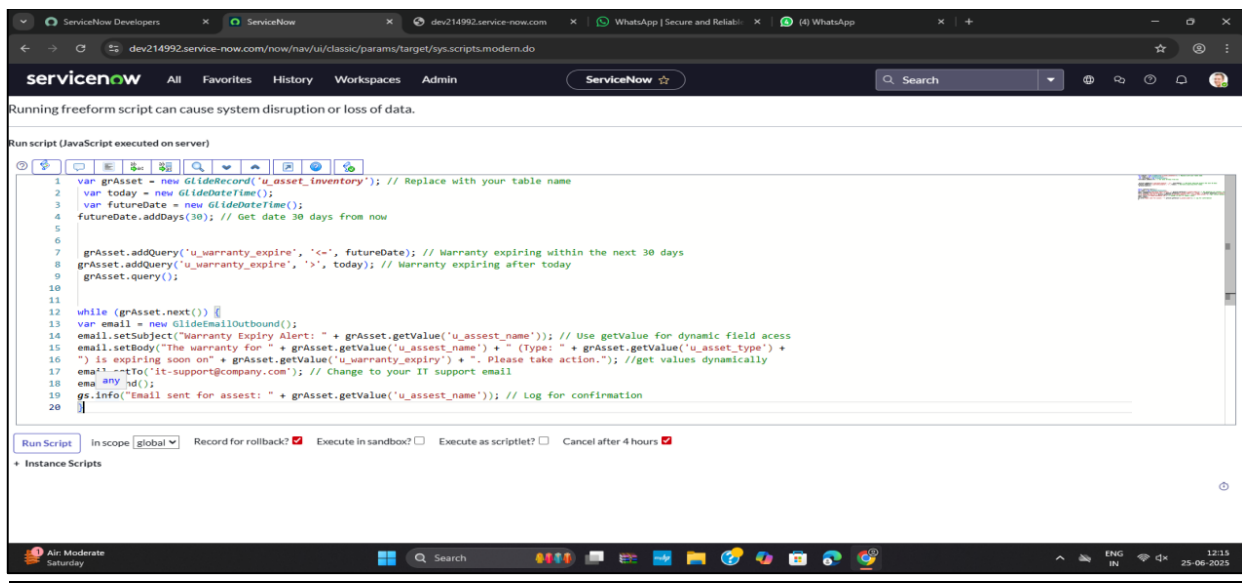 ServiceNow Developers
ServiceNow
dev214992.service-now.com
WhatsApp | Secure and Reliabl
(4) WhatsApp
dev214992.service-now.com/now/nav/ui/classic/params/target/sys.scripts.modern.do
servicenow All Favorites History Workspaces Admin ServiceNow Search
Running freeform script can cause system disruption or loss of data.
Run script (JavaScript executed on server)
1 var grAsset = new GlideRecord('u_asset_inventory'); // Replace with your table name
2 var today = new GlideDateTime();
3 var futureDate = new GlideDateTime();
4 futureDate.addDays(30); // Get date 30 days from now
5
6
7 grAsset.addQuery('u_warranty_expire', '<=', futureDate); // Warranty expiring within the next 30 days
8 grAsset.addQuery('u_warranty_expire', '>', today); // Warranty expiring after today
9 grAsset.query();
10
11
12 while (grAsset.next()) {
13 var email = new GlideEmailOutbound();
14 email.setSubject("Warranty Expiry Alert: " + grAsset.getValue('u_assest_name')); // Use getValue for dynamic field acess
15 email.setBody("The warranty for " + grAsset.getValue('u_assest_name') + " (Type: " + grAsset.getValue('u_asset_type') +
16 ") is expiring soon on" + grAsset.getValue('u_warranty_expiry') + ". Please take action."); //get values dynamically
17 email.setTo('it-support@company.com'); // Change to your IT support email
18 ema any nd();
19 gs.info("Email sent for assest: " + grAsset.getValue('u_assest_name')); // Log for confirmation
20 }
Run Script in scope global Record for rollback? Execute in sandbox? Execute as scriptlet? Cancel after 4 hours
+ Instance Scripts
1 Air: Moderate
Saturday
Search
ENG
IN
12:15
25-06-2025